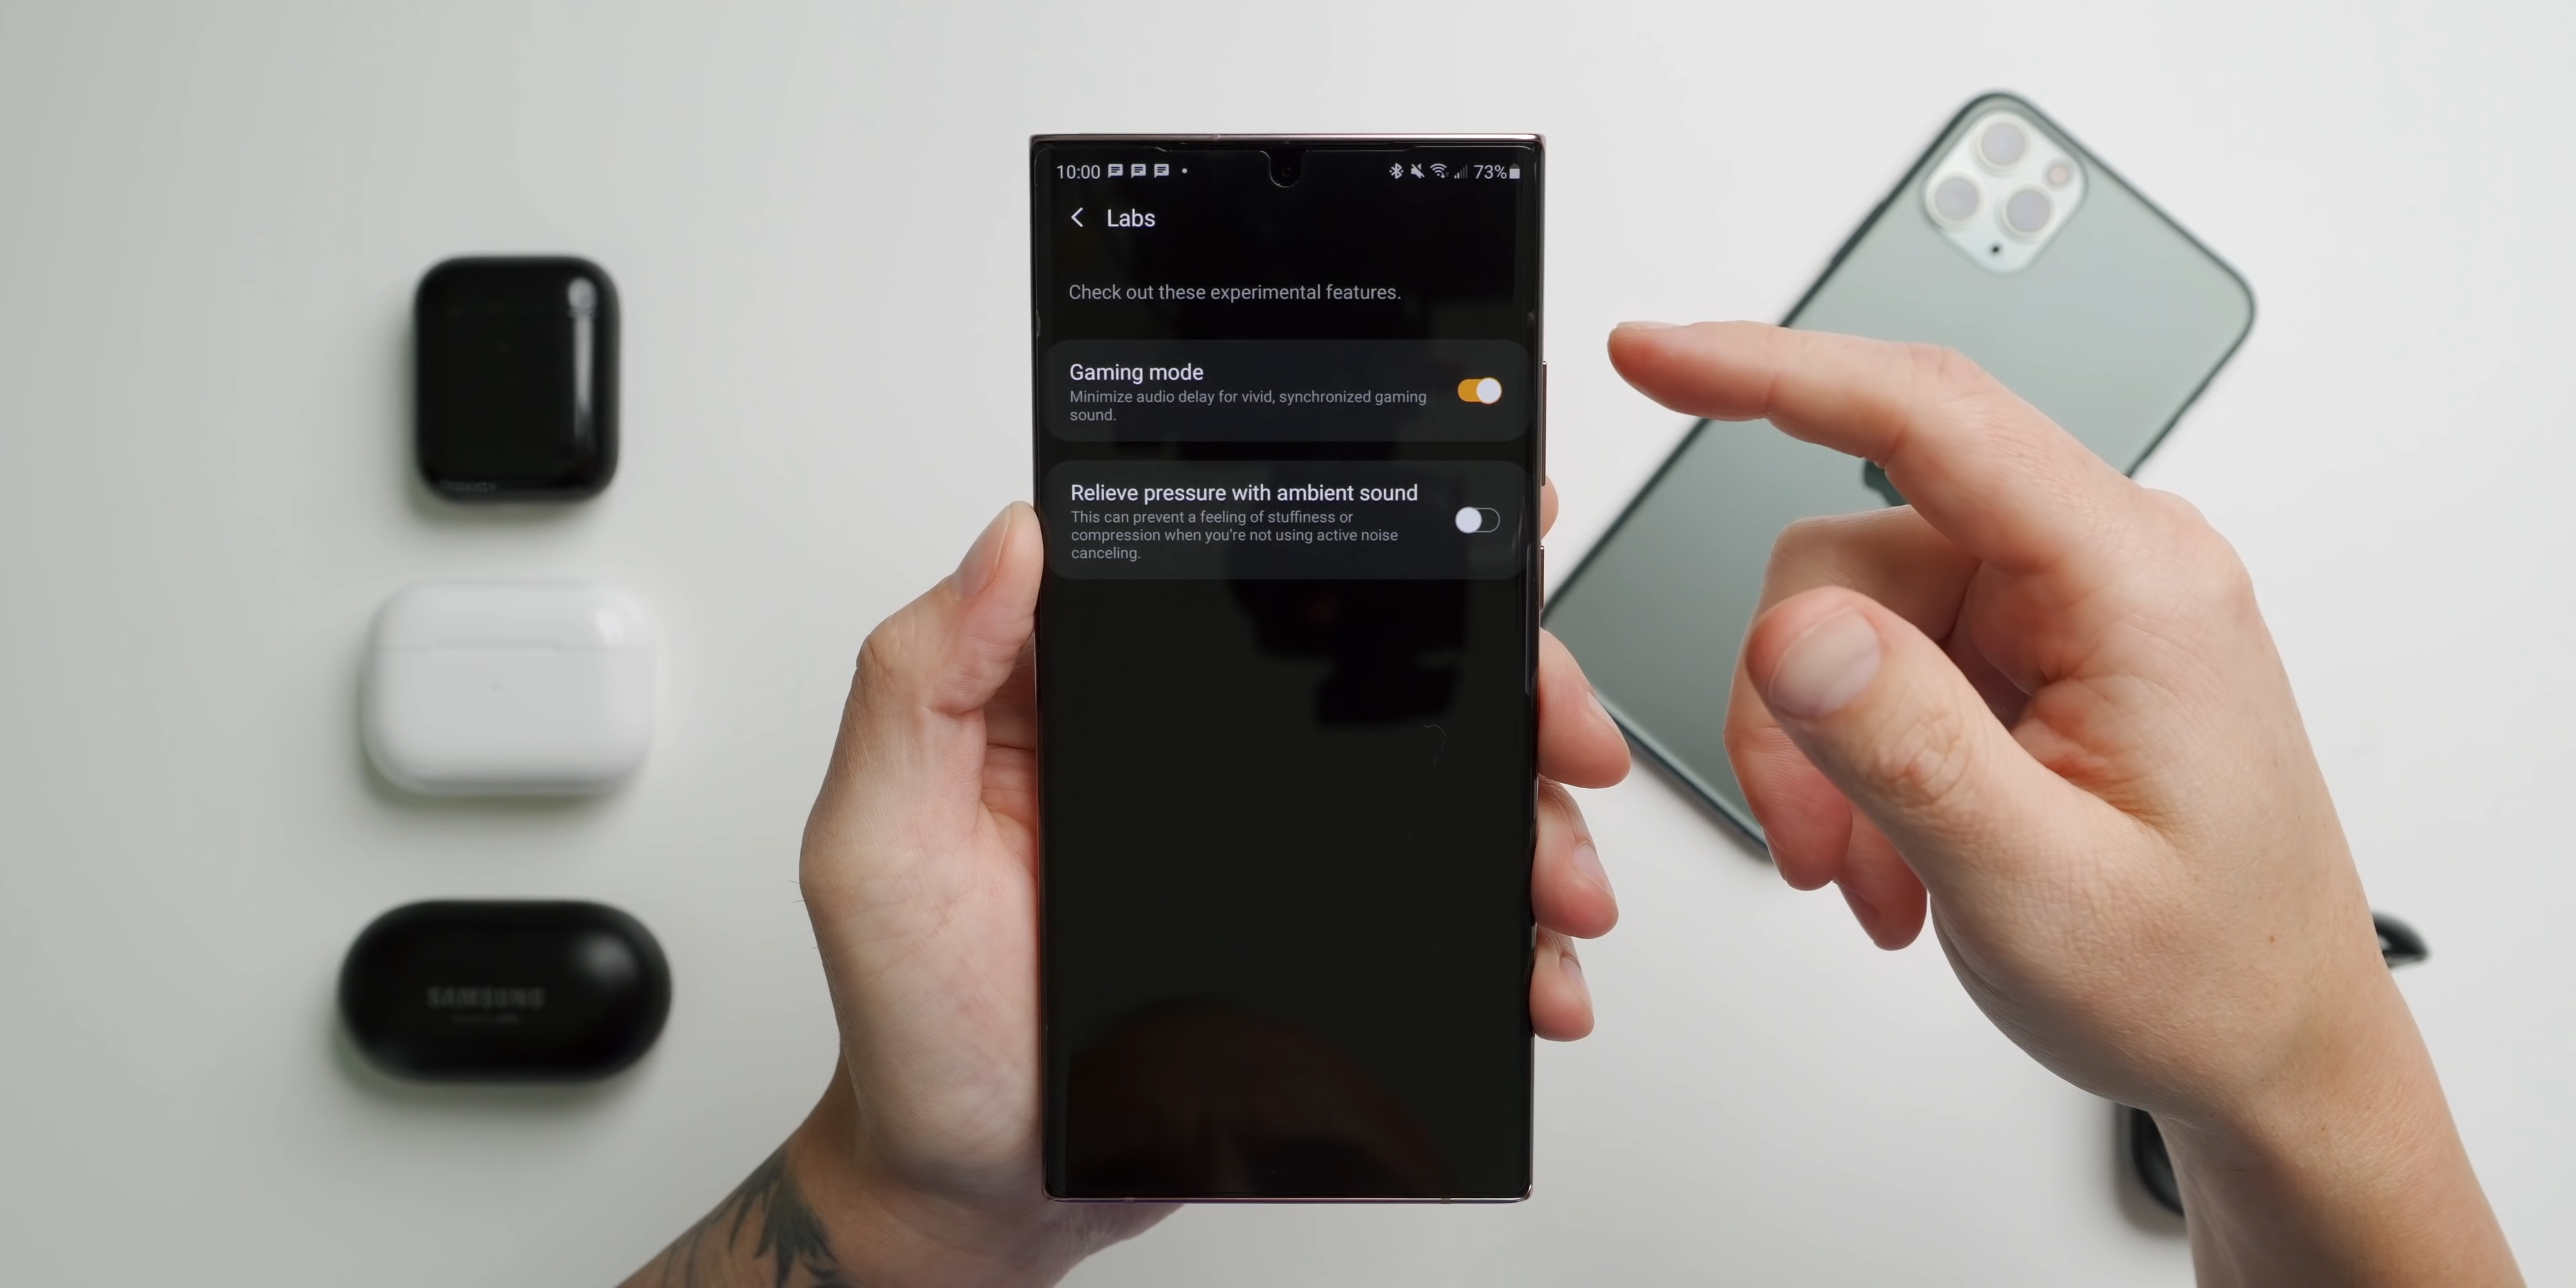 10:00
73%
Labs
Check out these experimental features.
Gaming mode
Minimize audio delay for vivid, synchronized gaming
sound.
Relieve pressure with ambient sound
This can prevent a feeling of stuffiness or
compression when you're not using active noise
canceling.
SAMSUNG